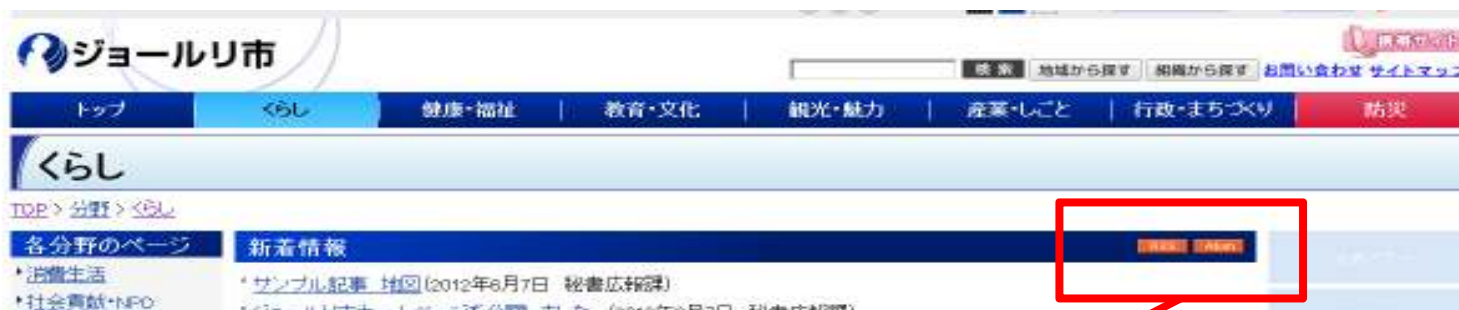 ジョールリ市
携帯サイト
検索 地域から探す 組織から探す お問い合わせ サイトマップ
トップ くらし 健康・福祉 教育・文化 観光・魅力 産業・しごと 行政・まちづくり 防災
くらし
TOP > 分野 > くらし
各分野のページ 新着情報 RSS Atom
消費生活 サンプル記事 地図(2012年6月7日 秘書広報課)
社会貢献・NPO